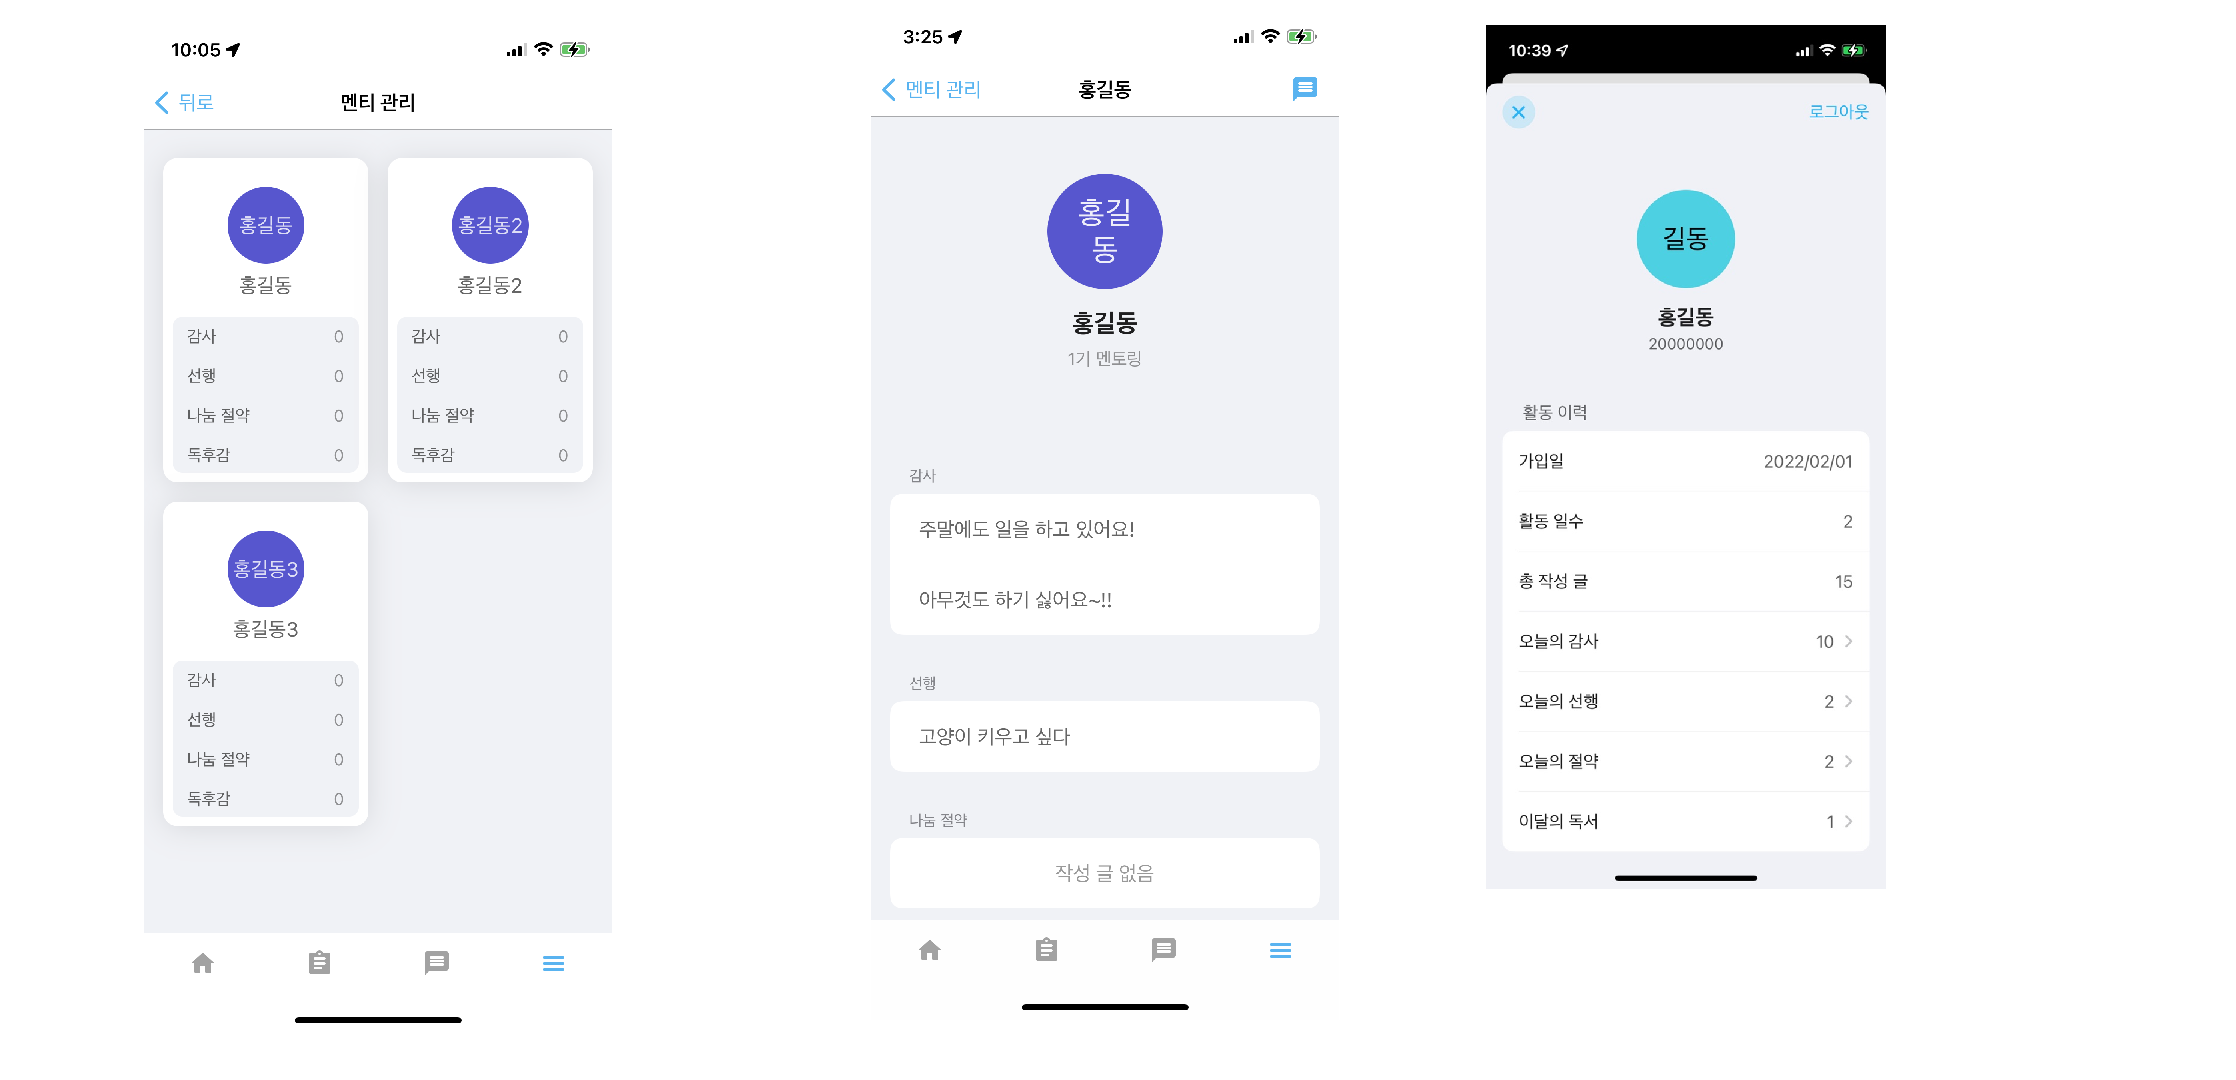 10:05
뒤로
멘티 관리
홍길동
홍길동
감사 0
선행 0
나눔 절약 0
독후감 0
홍길동2
홍길동2
감사 0
선행 0
나눔 절약 0
독후감 0
홍길동3
홍길동3
감사 0
선행 0
나눔 절약 0
독후감 0
3:25
멘티 관리
홍길동
홍길
동
홍길동
1기 멘토링
감사
주말에도 일을 하고 있어요!
아무것도 하기 싫어요~!!
선행
고양이 키우고 싶다
나눔 절약
작성 글 없음
10:39
로그아웃
길동
홍길동
20000000
활동 이력
가입일 2022/02/01
활동 일수 2
총 작성 글 15
오늘의 감사 10
오늘의 선행 2
오늘의 절약 2
이달의 독서 1